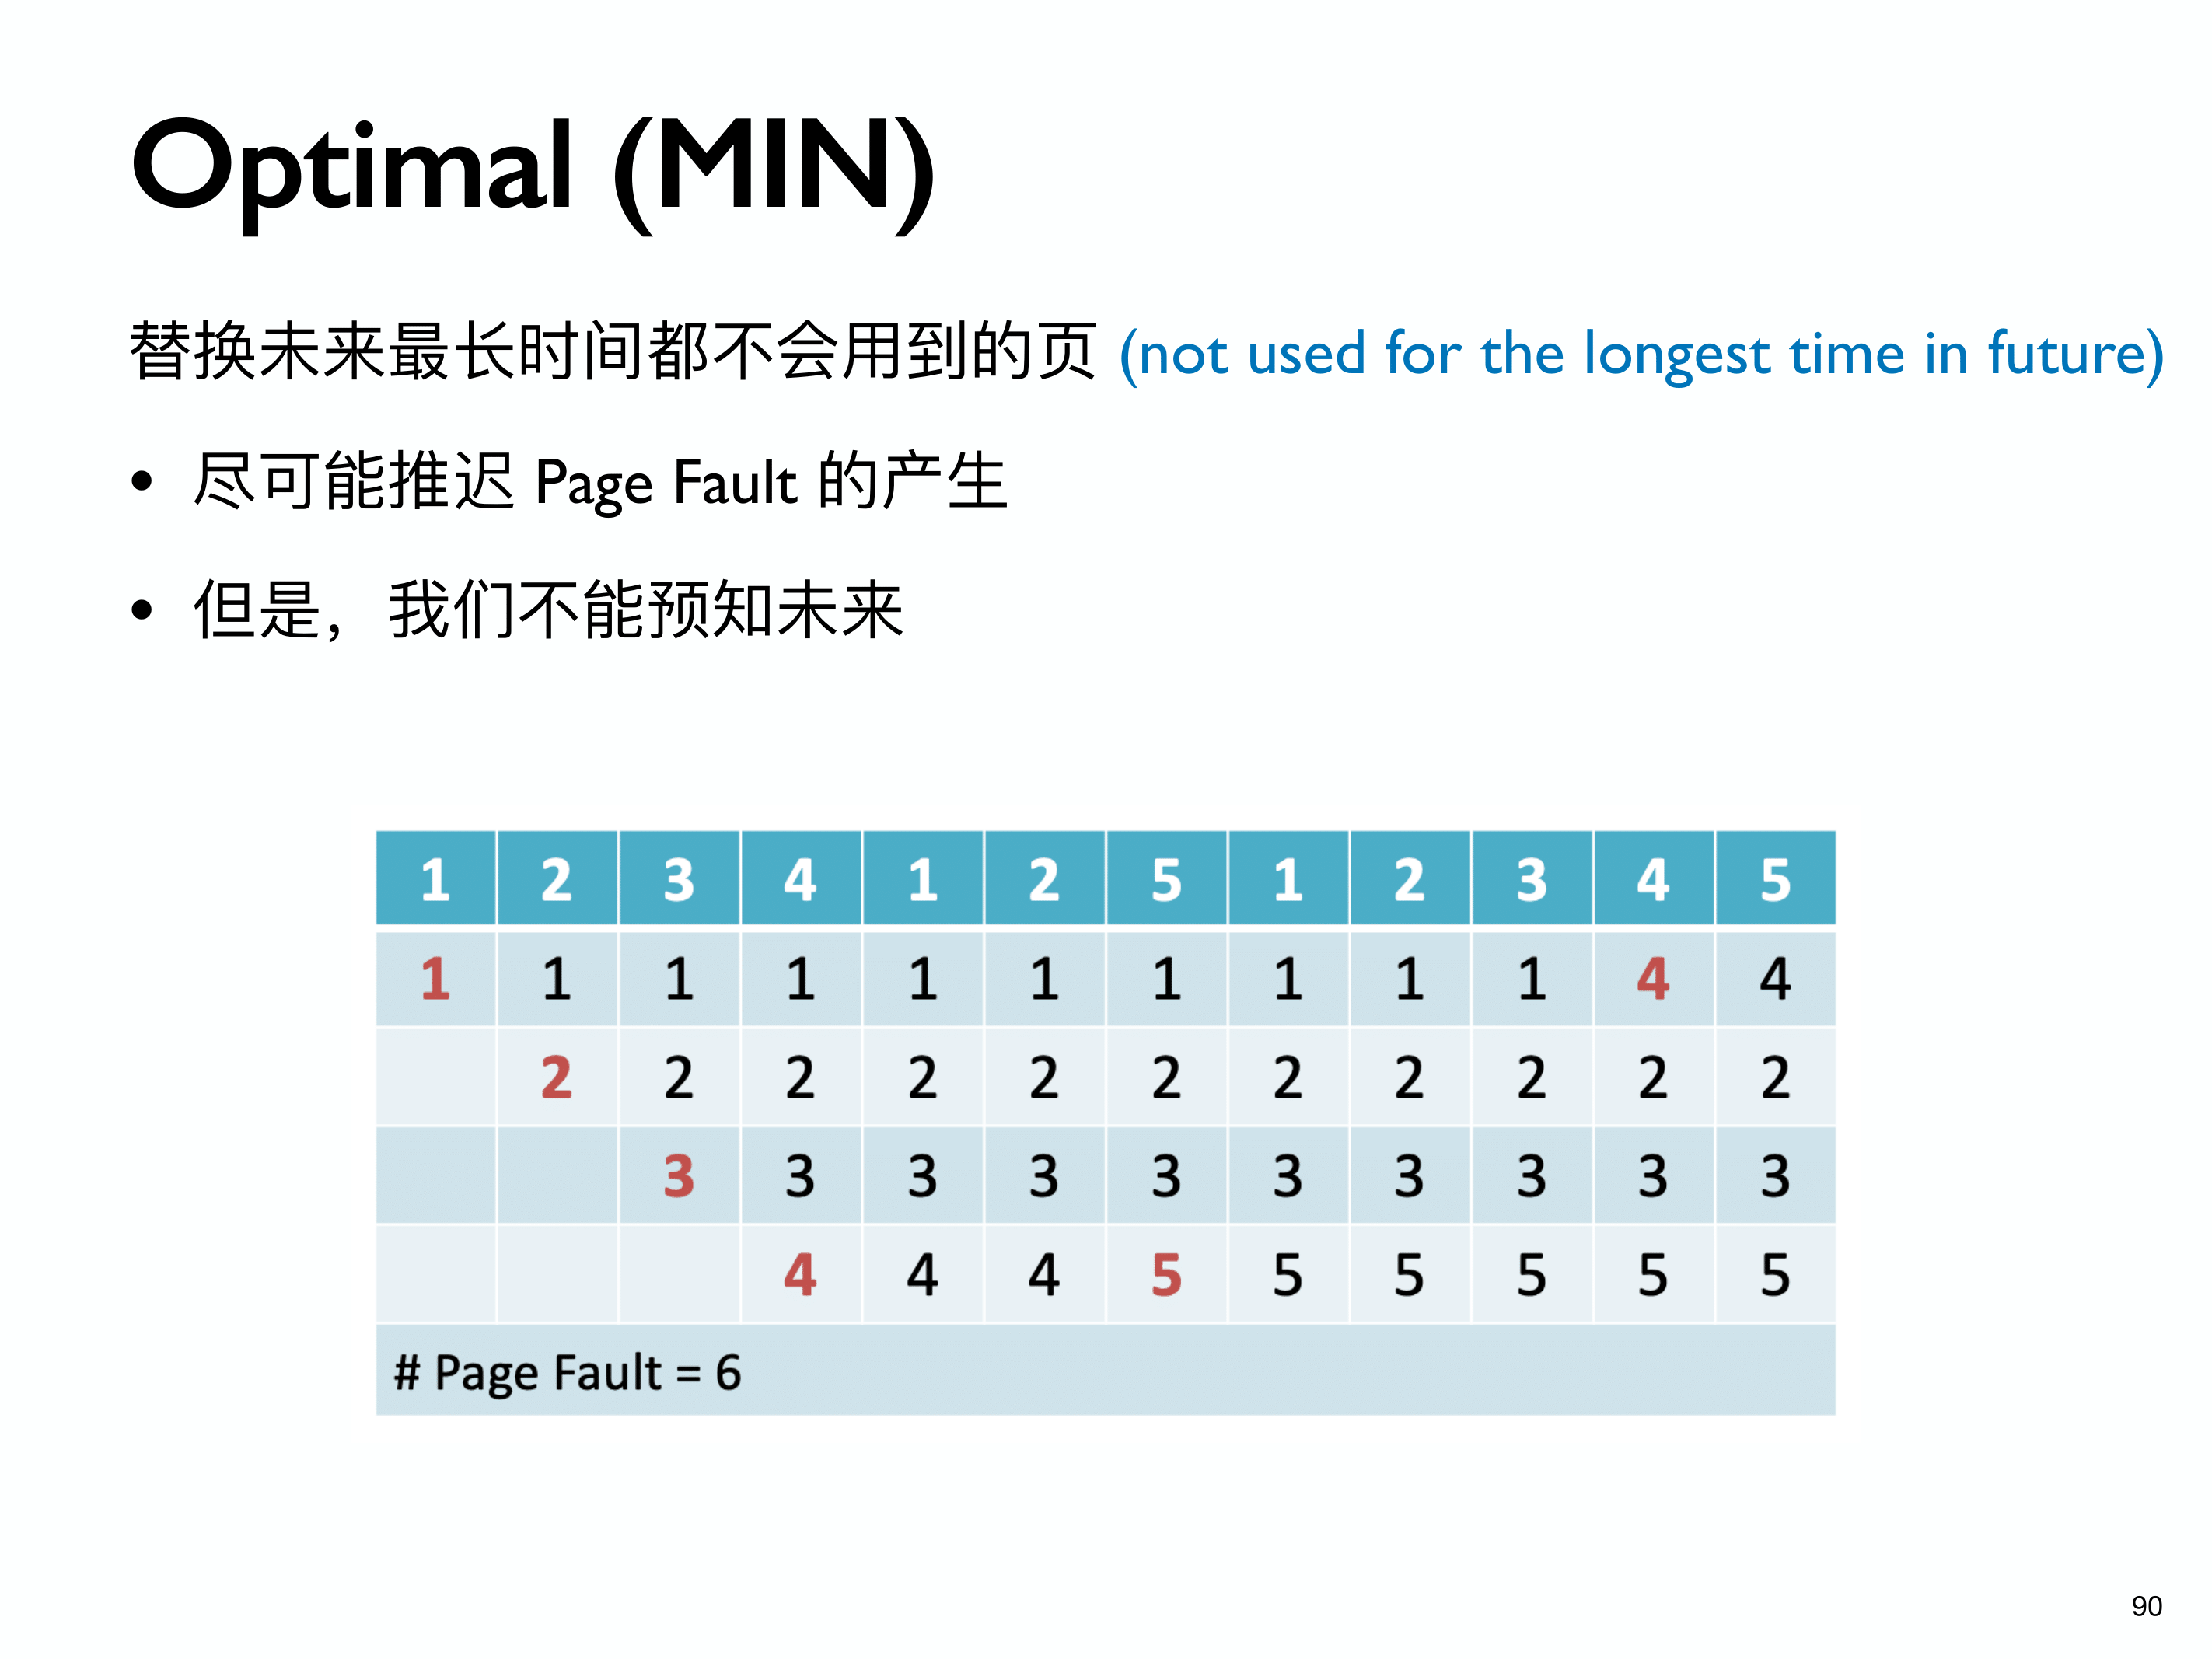 Optimal (MIN)
替换未来最长时间都不会用到的页 (not used for the longest time in future)
• 尽可能推迟 Page Fault 的产生
• 但是，我们不能预知未来
1 2 3 4 1 2 5 1 2 3 4 5
1 1 1 1 1 1 1 1 1 1 4 4
2 2 2 2 2 2 2 2 2 2 2
3 3 3 3 3 3 3 3 3 3
4 4 4 5 5 5 5 5 5
# Page Fault = 6
90